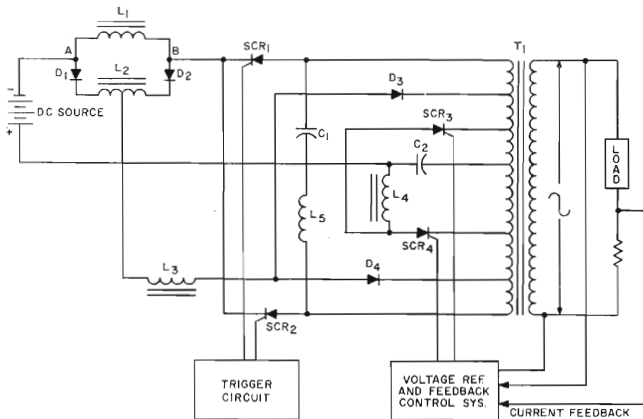 L1
A
B
D1
L2
D2
SCR1
T1
D3
SCR3
C1
C2
DC SOURCE
-
+
L4
L5
SCR4
LOAD
L3
D4
SCR2
TRIGGER
CIRCUIT
VOLTAGE REF.
AND FEEDBACK
CONTROL SYS.
CURRENT FEEDBACK